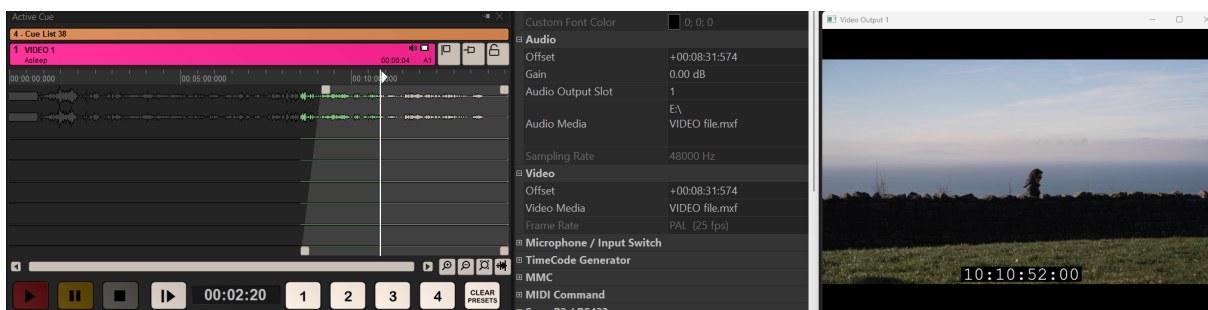 Active Cue
4 - Cue List 38
1 VIDEO 1
Asleep
00:06:04 A1
00:00:00:000
00:05:00:000
00:10:00:000
00:02:20
1
2
3
4
CLEAR
PRESETS
Custom Font Color
0; 0; 0
Audio
Offset
+00:08:31:574
Gain
0.00 dB
Audio Output Slot
1
Audio Media
E:\
VIDEO file.mxf
Sampling Rate
48000 Hz
Video
Offset
+00:08:31:574
Video Media
VIDEO file.mxf
Frame Rate
PAL (25 fps)
Microphone / Input Switch
TimeCode Generator
MMC
MIDI Command
Video Output 1
10:10:52:00